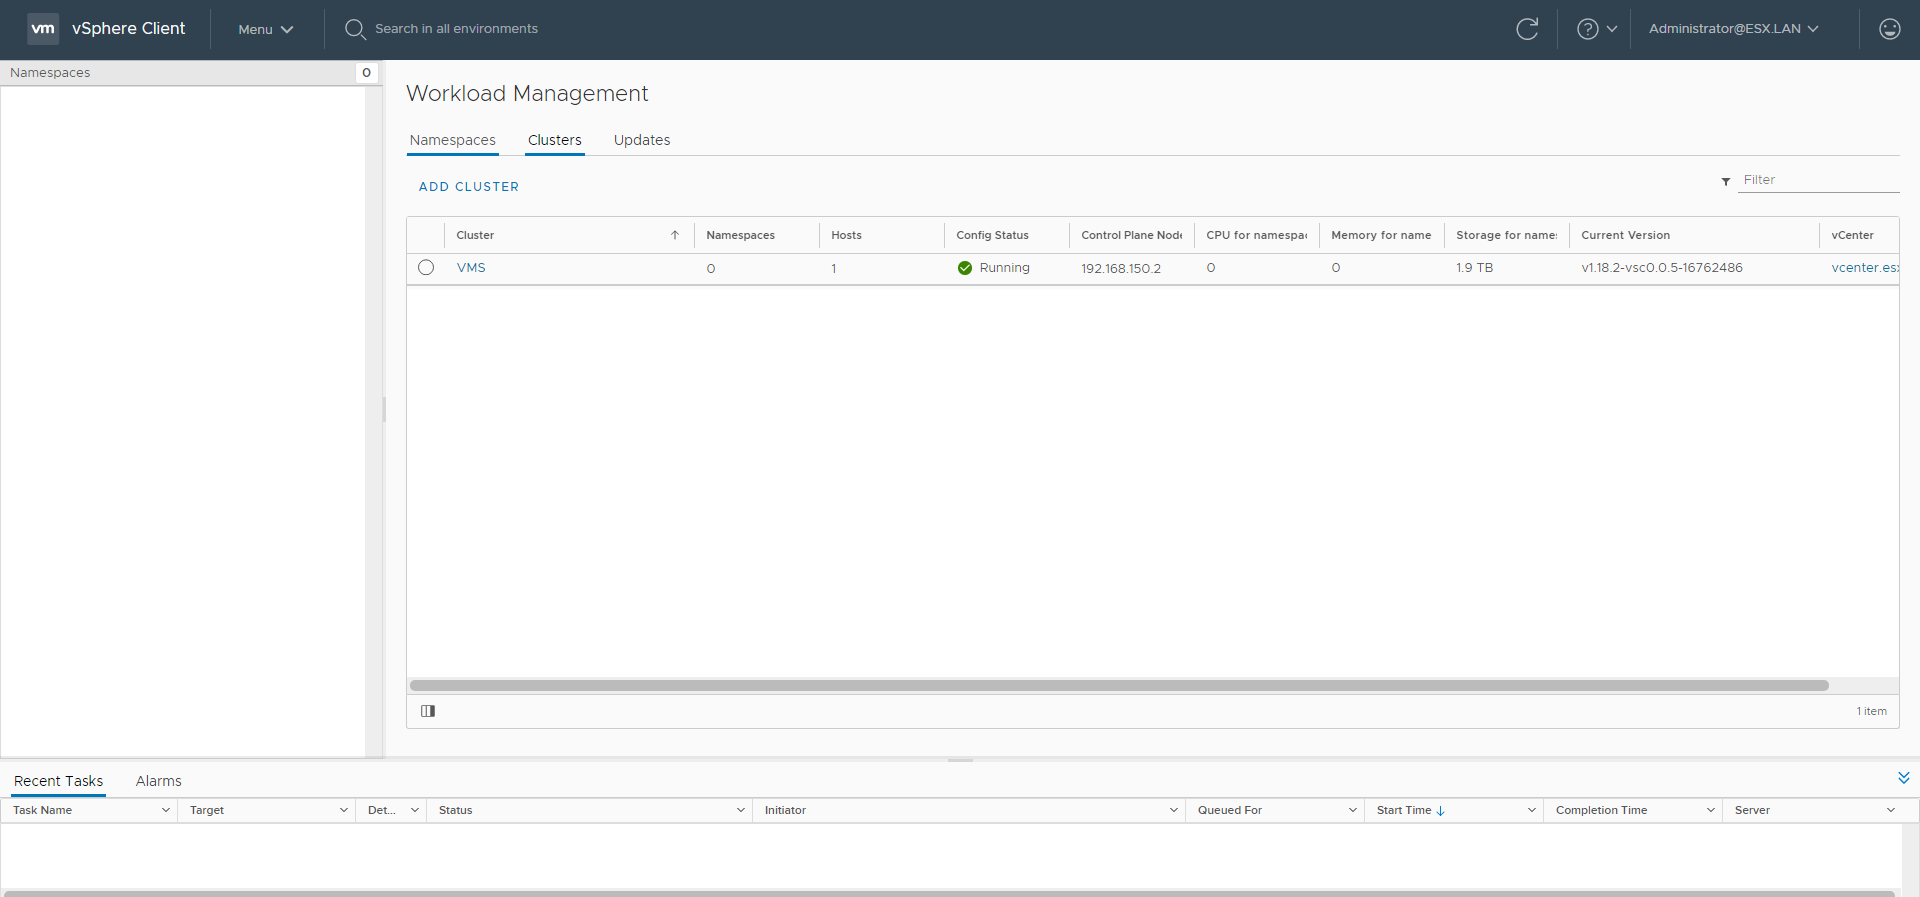 vm vSphere Client Menu Search in all environments Administrator@ESX.LAN
Namespaces 0
Workload Management
Namespaces Clusters Updates
ADD CLUSTER Filter
Cluster Namespaces Hosts Config Status Control Plane Node CPU for namespac Memory for name Storage for names Current Version vCenter
VMS 0 1 Running 192.168.150.2 0 0 1.9 TB v1.18.2-vsc0.0.5-16762486 vcenter.esx
1 item
Recent Tasks Alarms
Task Name Target Det... Status Initiator Queued For Start Time Completion Time Server